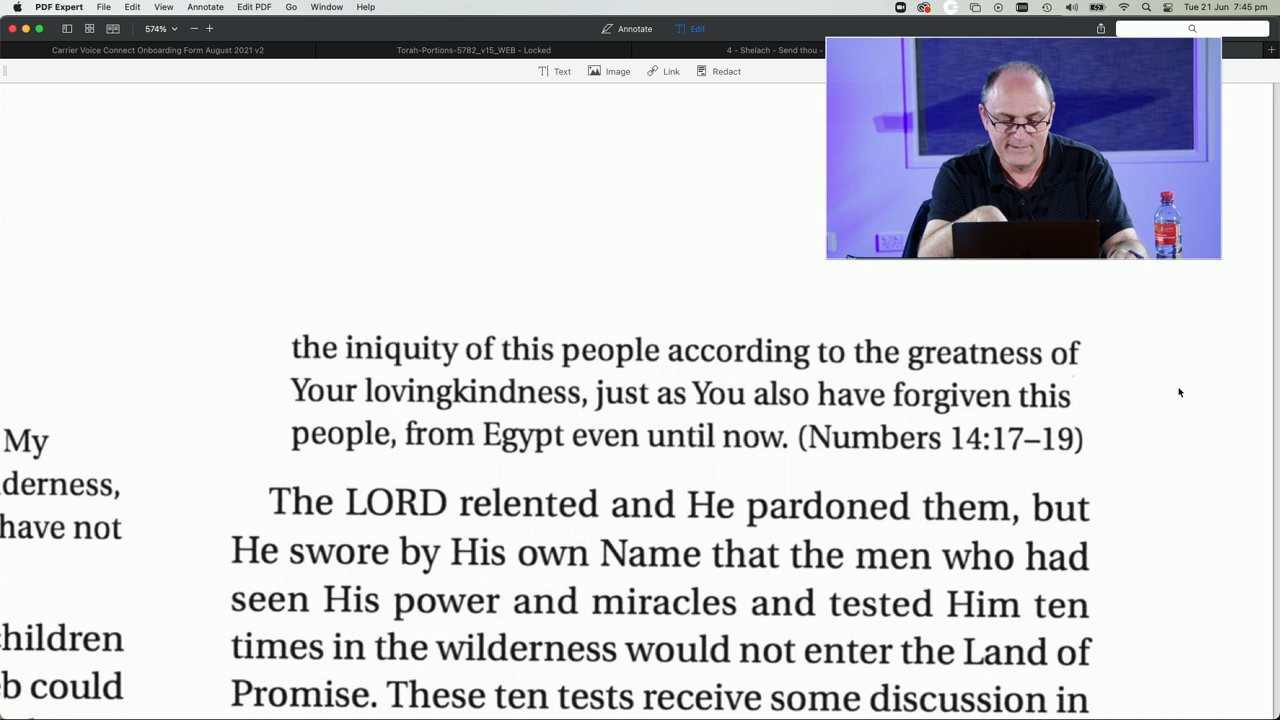 PDF Expert File Edit View Annotate Edit PDF Go Window Help Tue 21 Jun 7:45 pm
574% Annotate Edit
Carrier Voice Connect Onboarding Form August 2021 v2 Torah-Portions-5782_v15_WEB - Locked 4 - Shelach - Send thou -
Text Image Link Redact
the iniquity of this people according to the greatness of
Your lovingkindness, just as You also have forgiven this
people, from Egypt even until now. (Numbers 14:17–19)
My
derness,
have not
children
b could
The LORD relented and He pardoned them, but
He swore by His own Name that the men who had
seen His power and miracles and tested Him ten
times in the wilderness would not enter the Land of
Promise. These ten tests receive some discussion in